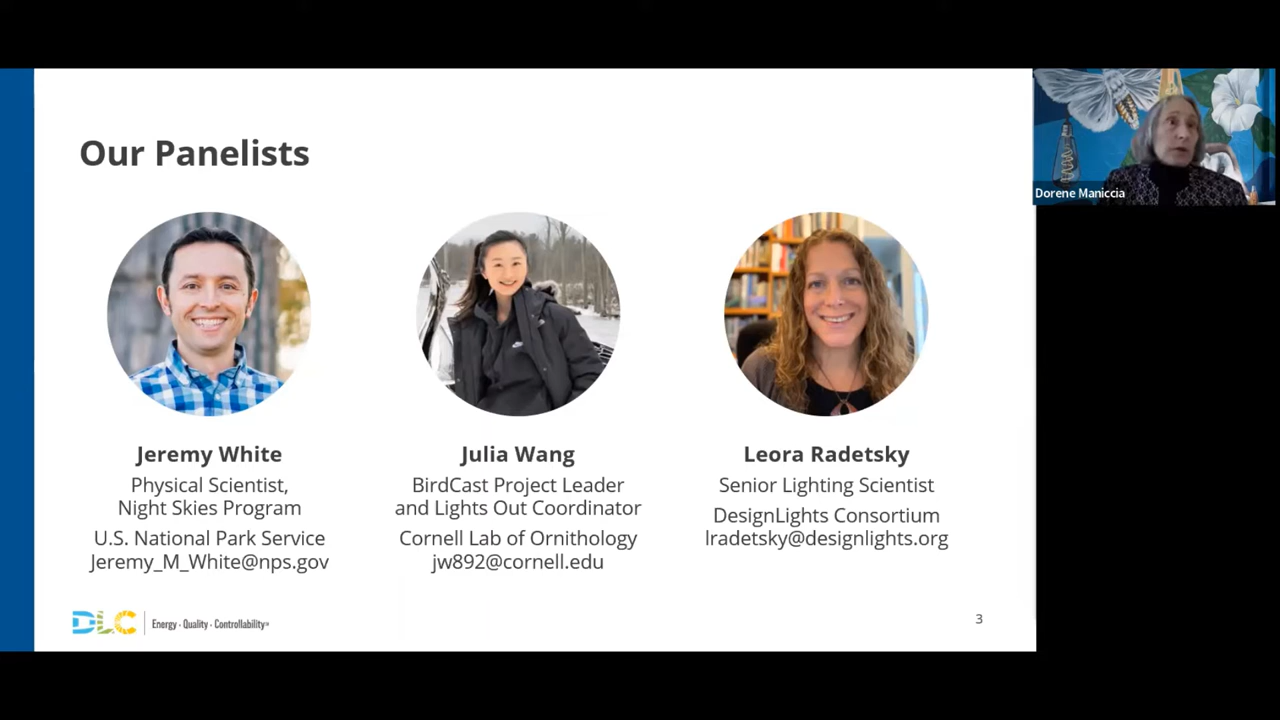 Our Panelists
Dorene Maniccia
Jeremy White
Physical Scientist,
Night Skies Program
U.S. National Park Service
Jeremy_M_White@nps.gov
Julia Wang
BirdCast Project Leader
and Lights Out Coordinator
Cornell Lab of Ornithology
jw892@cornell.edu
Leora Radetsky
Senior Lighting Scientist
DesignLights Consortium
lradetsky@designlights.org
DLC
Energy · Quality · Controllability℠
3